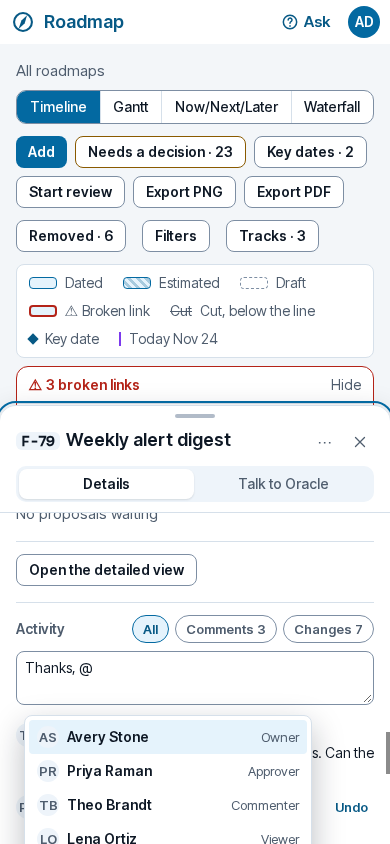 Roadmap
Ask
AD
All roadmaps
Timeline Gantt Now/Next/Later Waterfall
Add Needs a decision · 23 Key dates · 2
Start review Export PNG Export PDF
Removed · 6 Filters Tracks · 3
Dated Estimated Draft
⚠ Broken link Cut Cut, below the line
Key date Today Nov 24
⚠ 3 broken links Hide
F-79 Weekly alert digest ...
Details Talk to Oracle
No proposals waiting
Open the detailed view
Activity All Comments 3 Changes 7
Thanks, @
AS Avery Stone Owner
s. Can the
PR Priya Raman Approver
TB Theo Brandt Commenter
Undo
LO Lena Ortiz Viewer